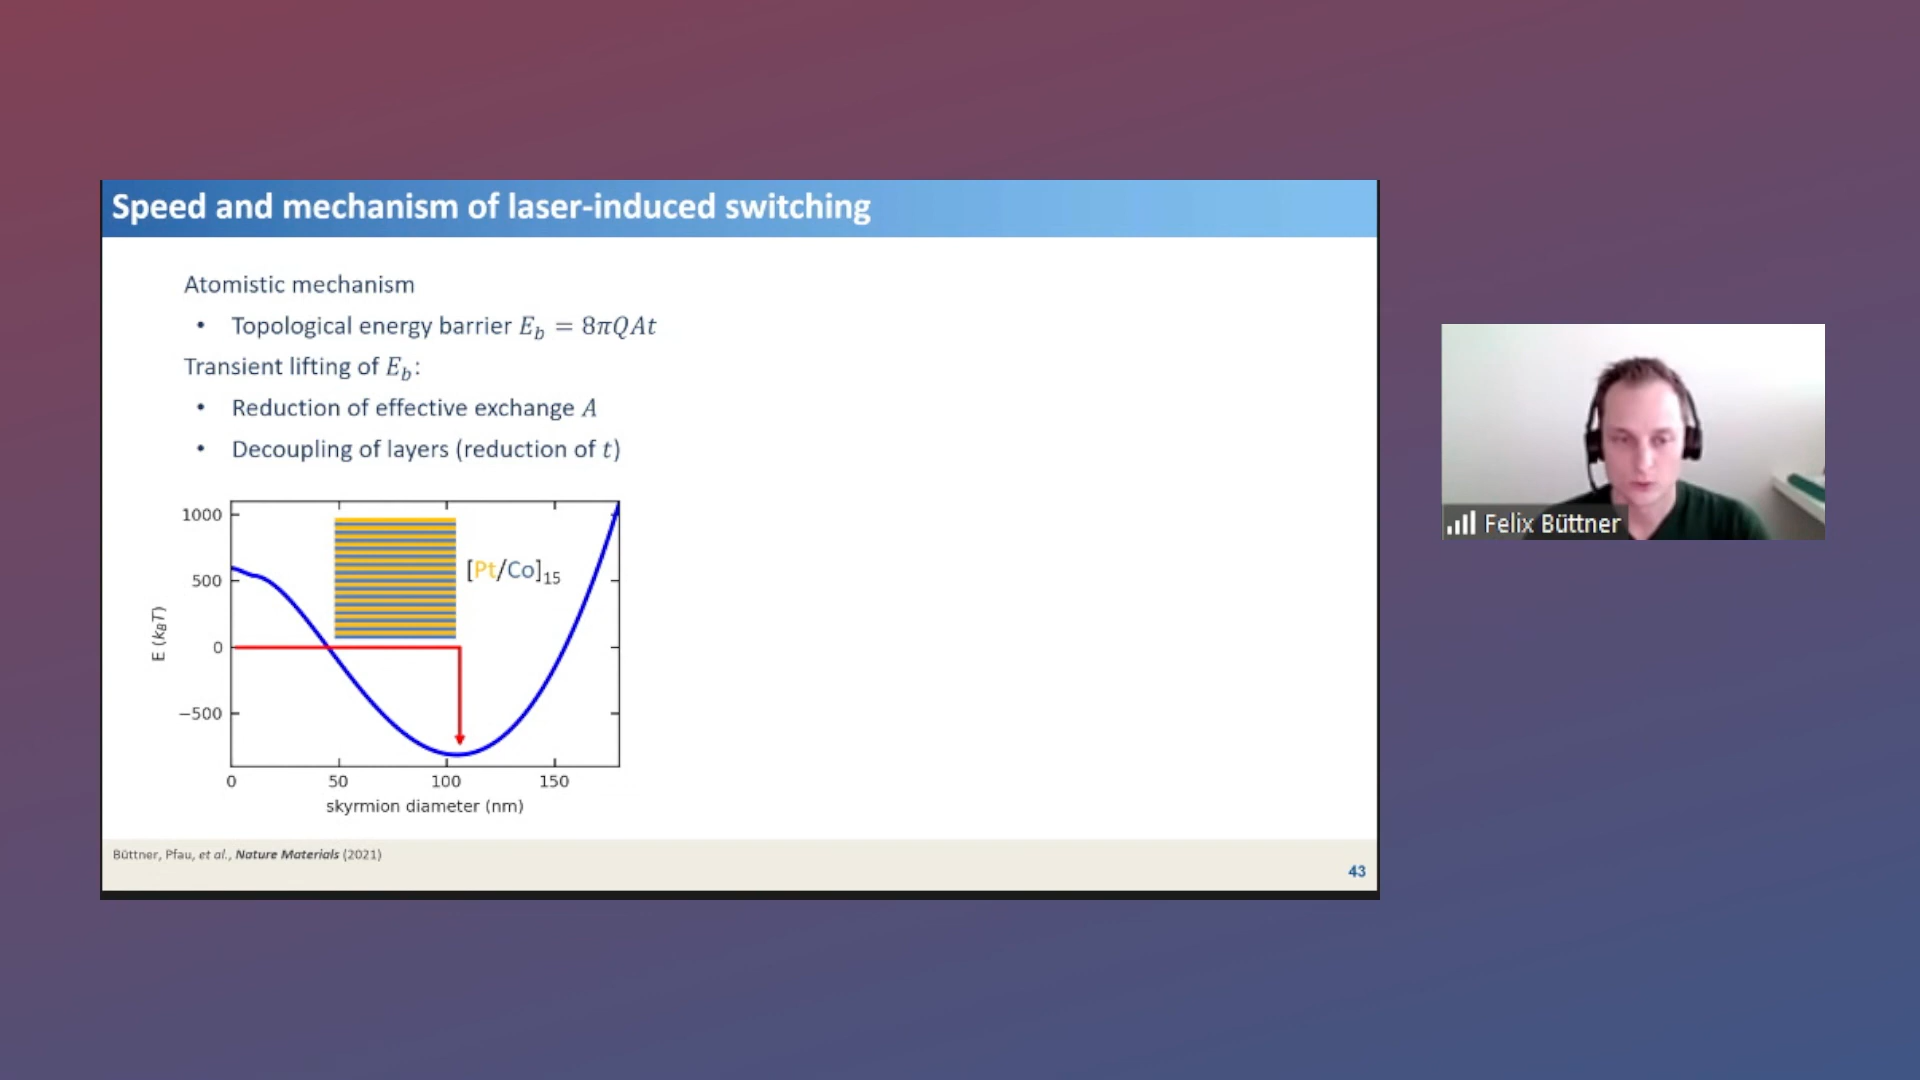 Speed and mechanism of laser-induced switching
Atomistic mechanism
• Topological energy barrier E_b = 8πQAt
Transient lifting of E_b:
• Reduction of effective exchange A
• Decoupling of layers (reduction of t)
1000
500
0
−500
E (k_BT)
[Pt/Co]_15
0 50 100 150
skyrmion diameter (nm)
Büttner, Pfau, et al., Nature Materials (2021)
43
Felix Büttner